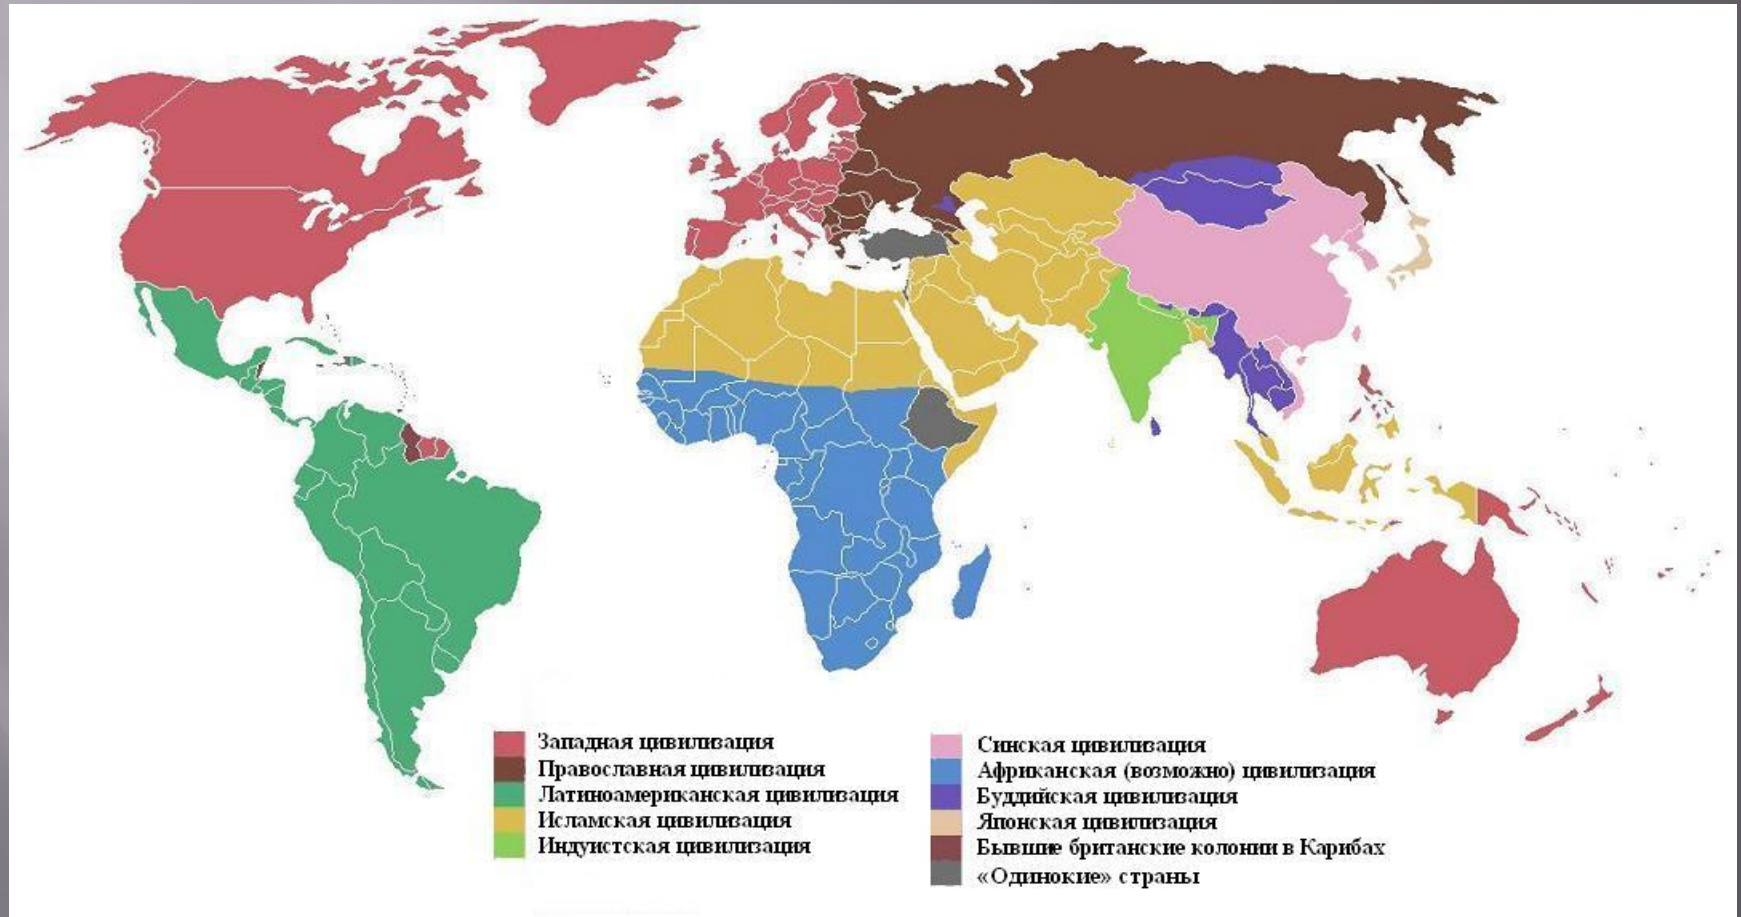 Западная цивилизация
Православная цивилизация
Латиноамериканская цивилизация
Исламская цивилизация
Индуистская цивилизация
Синская цивилизация
Африканская (возможно) цивилизация
Буддийская цивилизация
Японская цивилизация
Бывшие британские колонии в Карибах
«Одинокие» страны